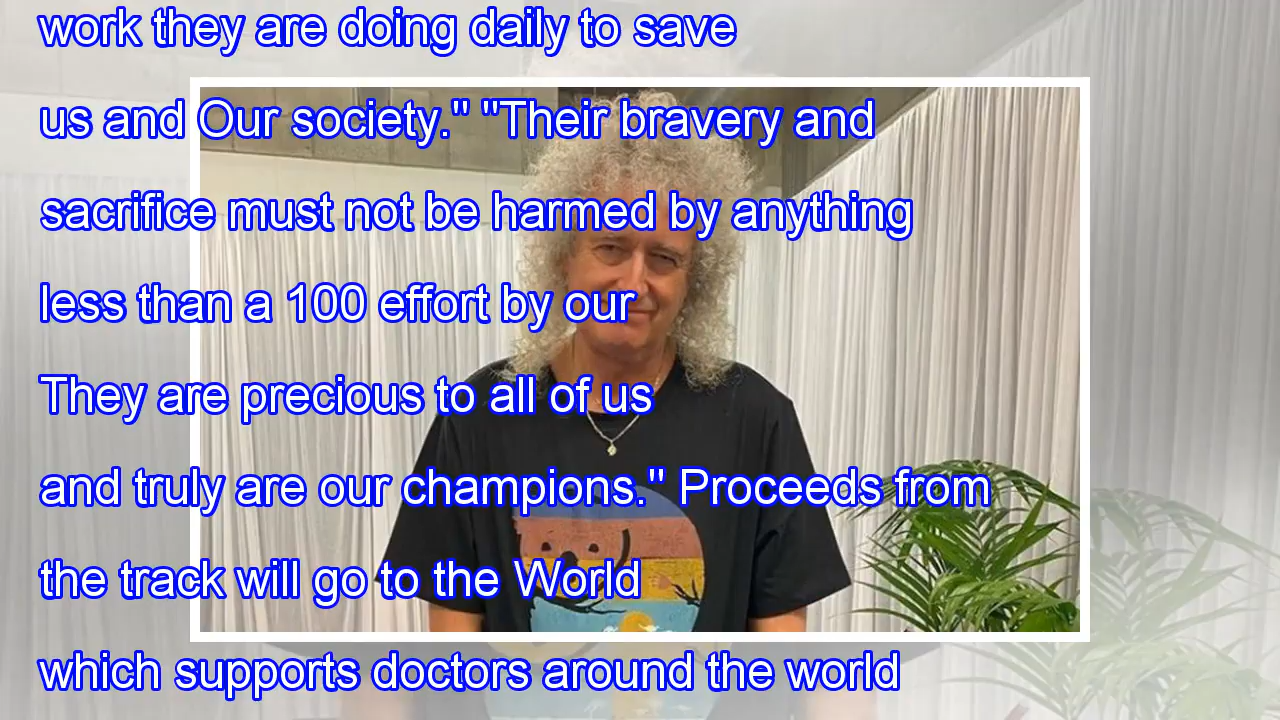 work they are doing daily to save
us and Our society." "Their bravery and
sacrifice must not be harmed by anything
less than a 100 effort by our
They are precious to all of us
and truly are our champions." Proceeds from
the track will go to the World
which supports doctors around the world